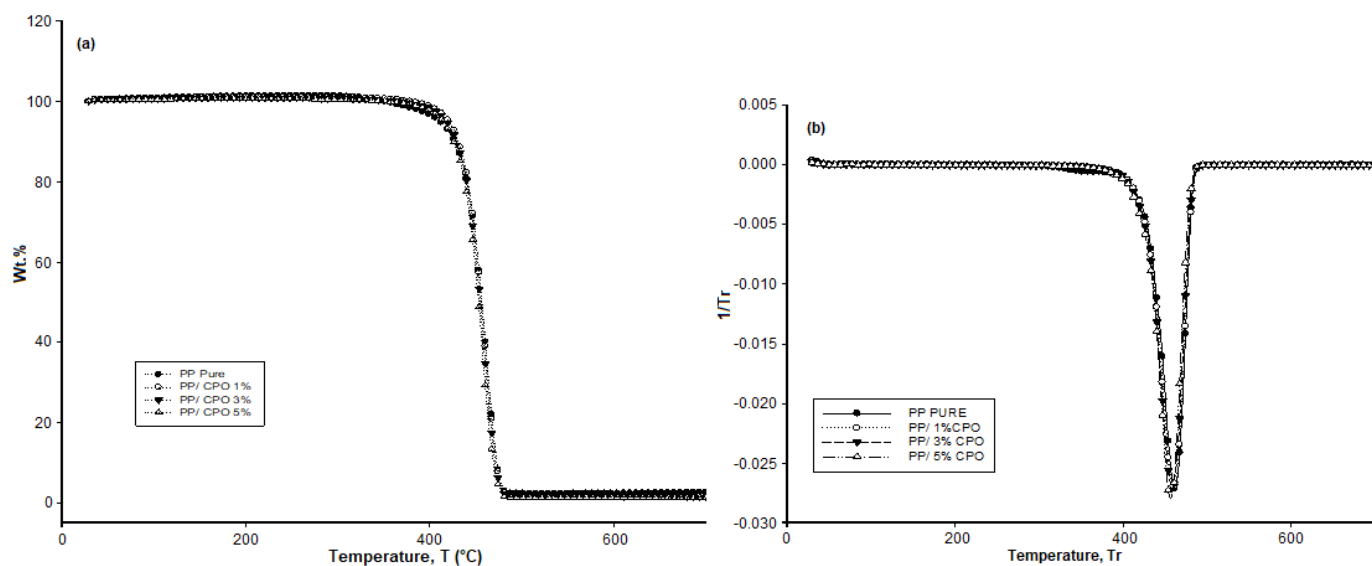 (a)
120
100
80
60
40
20
0
Wt.%
PP Pure
PP/ CPO 1%
PP/ CPO 3%
PP/ CPO 5%
0 200 400 600
Temperature, T (°C)
(b)
0.005
0.000
-0.005
-0.010
-0.015
-0.020
-0.025
-0.030
1/Tr
PP PURE
PP/ 1%CPO
PP/ 3% CPO
PP/ 5% CPO
0 200 400 600
Temperature, Tr